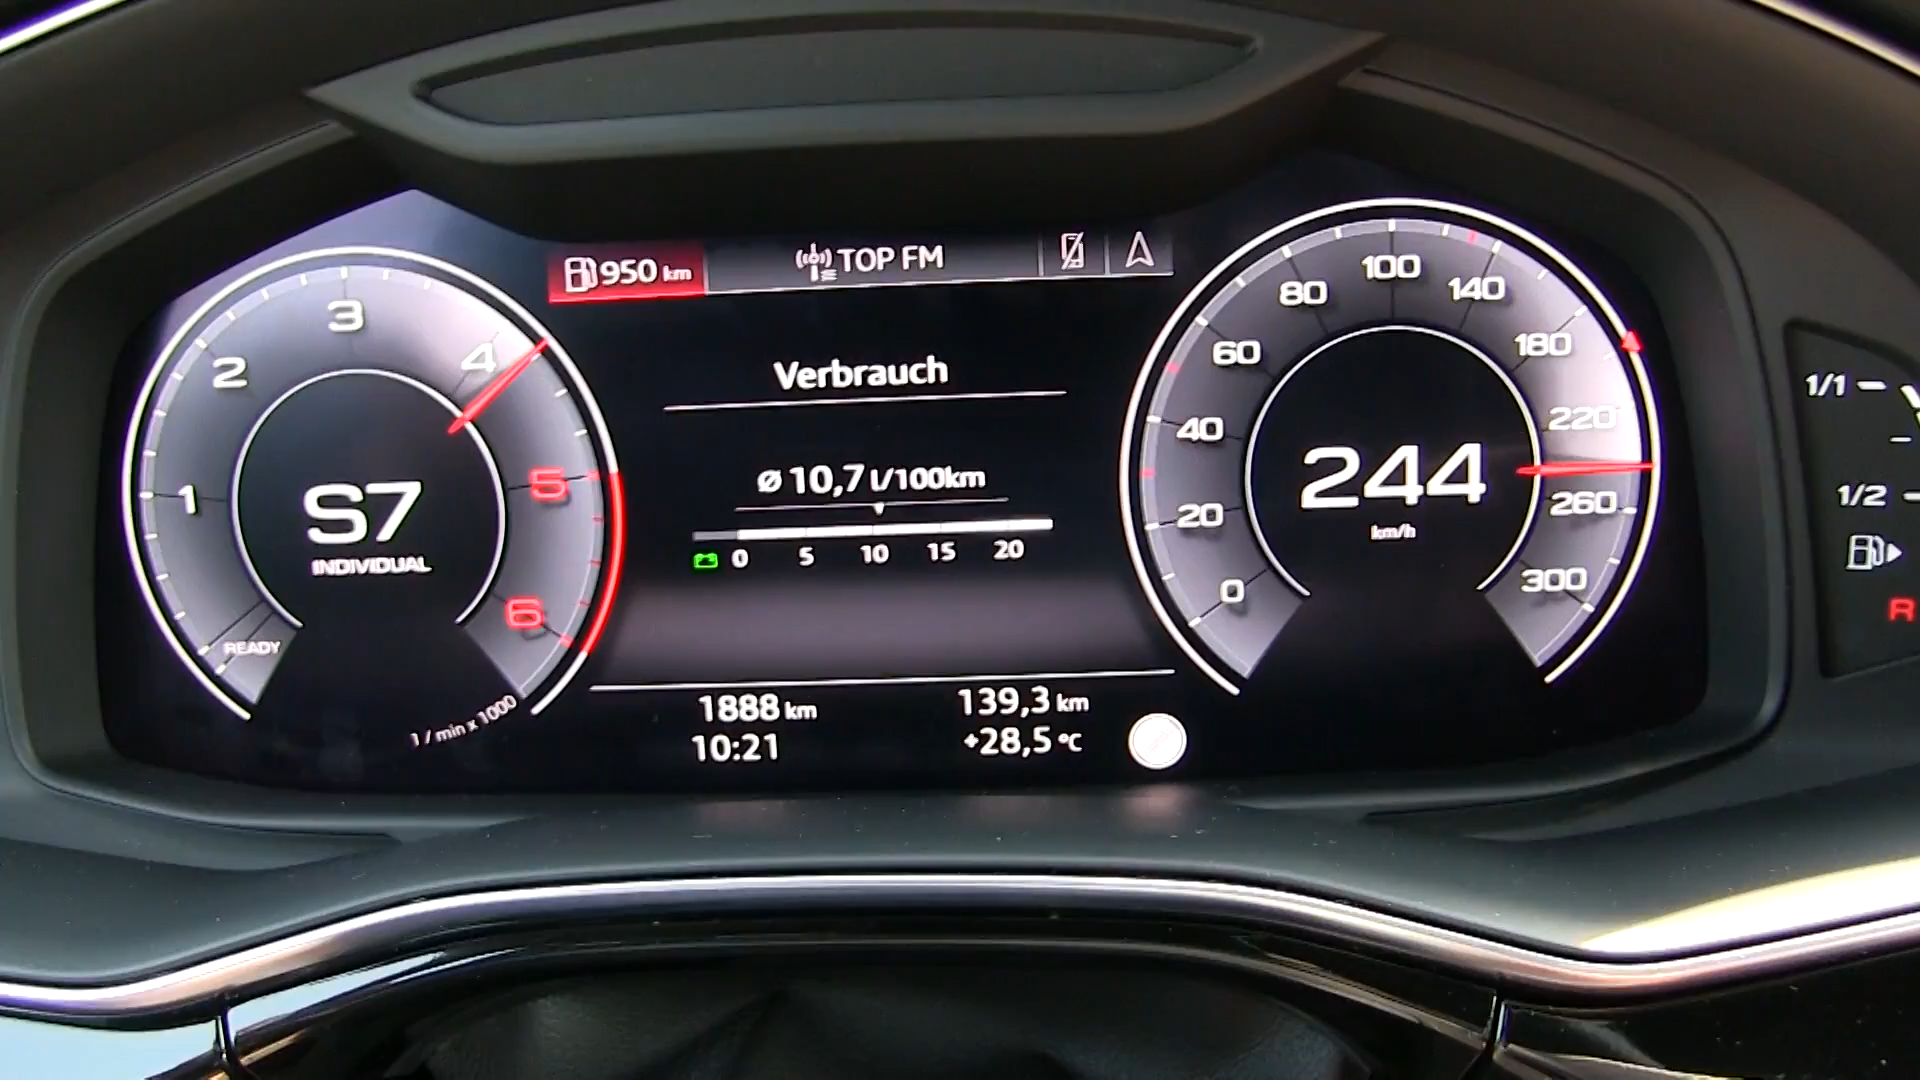 950 km
TOP FM
Verbrauch
ø 10,7 l/100km
0 5 10 15 20
1888 km
139,3 km
10:21
+28,5 °C
1
2
3
4
5
6
READY
S7
INDIVIDUAL
1 / min x 1000
0
20
40
60
80
100
140
180
220
260
300
244
km/h
1/1
1/2
R